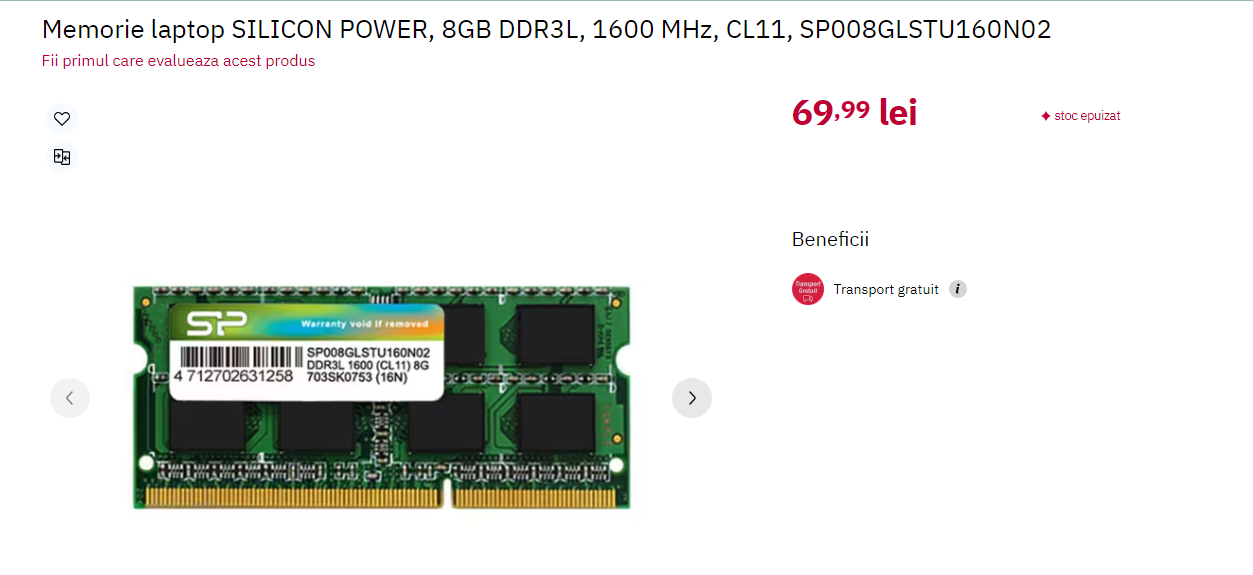 Memorie laptop SILICON POWER, 8GB DDR3L, 1600 MHz, CL11, SP008GLSTU160N02
Fii primul care evalueaza acest produs
69,99 lei
stoc epuizat
Beneficii
Transport Gratuit
Transport gratuit
i
SP
Warranty void if removed
SP008GLSTU160N02
DDR3L 1600 (CL11) 8G
4 712702631258
703SK0753 (16N)